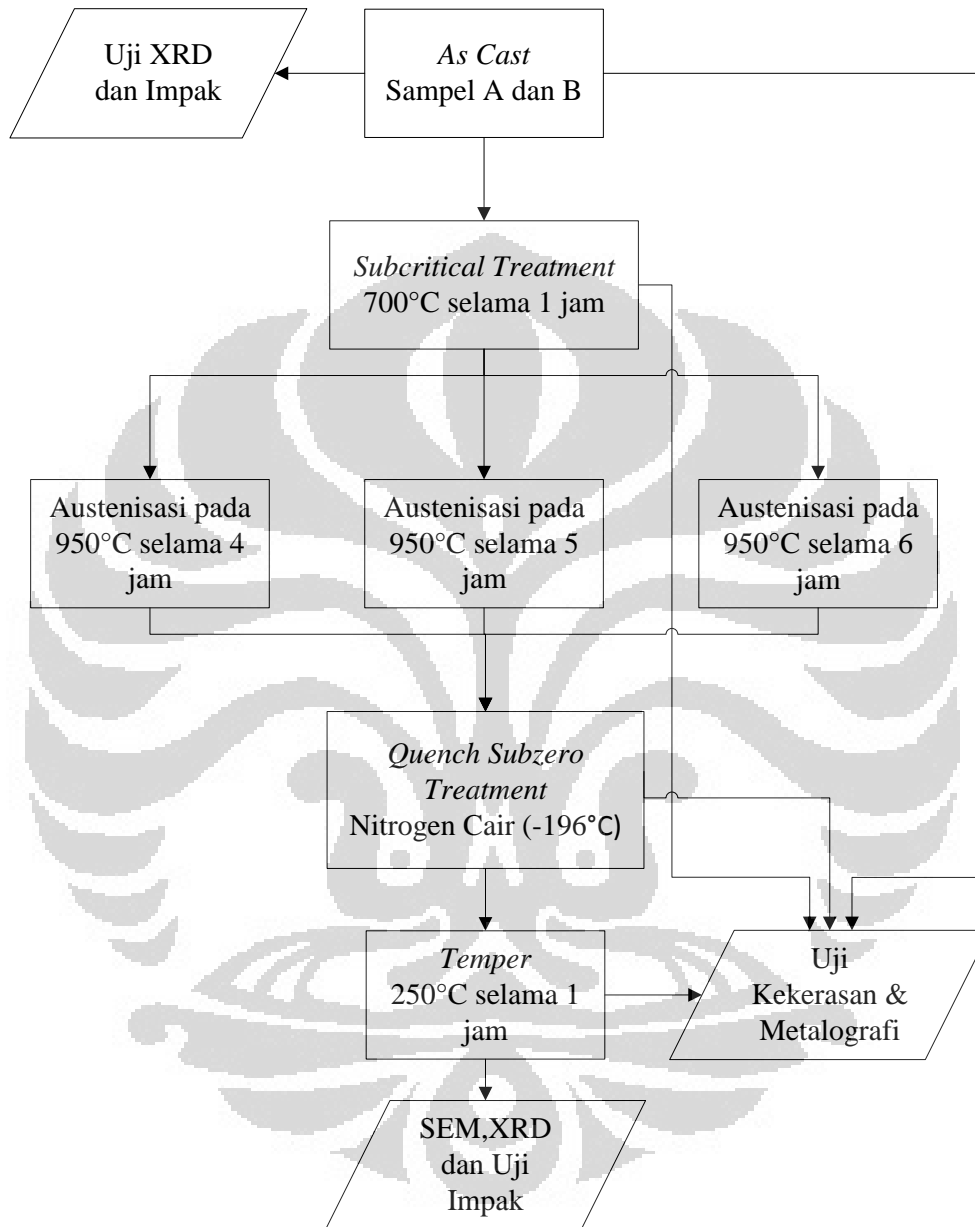 Uji XRD
dan Impak
As Cast
Sampel A dan B
Subcritical Treatment
700°C selama 1 jam
Austenisasi pada
950°C selama 4
jam
Austenisasi pada
950°C selama 5
jam
Austenisasi pada
950°C selama 6
jam
Quench Subzero
Treatment
Nitrogen Cair (-196°C)
Temper
250°C selama 1
jam
Uji
Kekerasan &
Metalografi
SEM,XRD
dan Uji
Impak